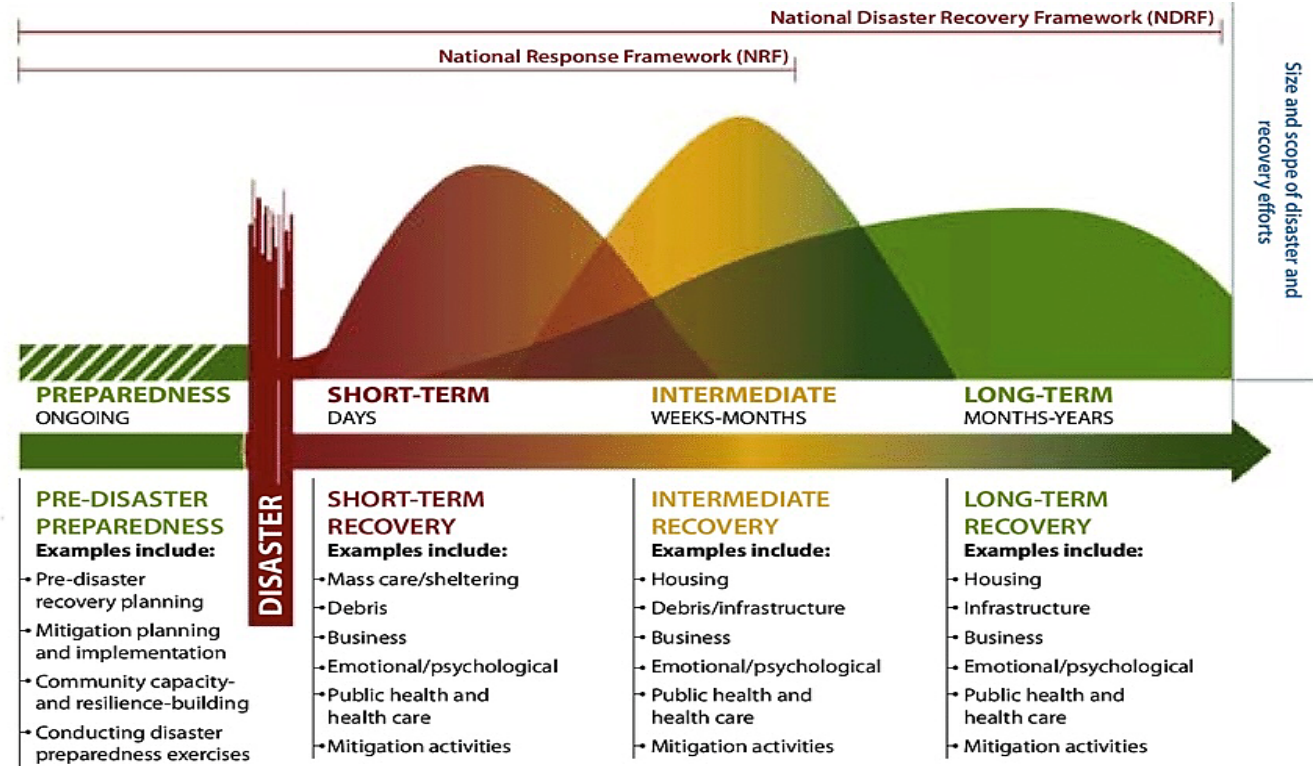 National Disaster Recovery Framework (NDRF)
National Response Framework (NRF)
Size and scope of disaster and
recovery efforts
PREPAREDNESS
ONGOING
SHORT-TERM
DAYS
INTERMEDIATE
WEEKS-MONTHS
LONG-TERM
MONTHS-YEARS
DISASTER
PRE-DISASTER
PREPAREDNESS
Examples include:
Pre-disaster
recovery planning
Mitigation planning
and implementation
Community capacity-
and resilience-building
Conducting disaster
preparedness exercises
SHORT-TERM
RECOVERY
Examples include:
Mass care/sheltering
Debris
Business
Emotional/psychological
Public health and
health care
Mitigation activities
INTERMEDIATE
RECOVERY
Examples include:
Housing
Debris/infrastructure
Business
Emotional/psychological
Public health and
health care
Mitigation activities
LONG-TERM
RECOVERY
Examples include:
Housing
Infrastructure
Business
Emotional/psychological
Public health and
health care
Mitigation activities